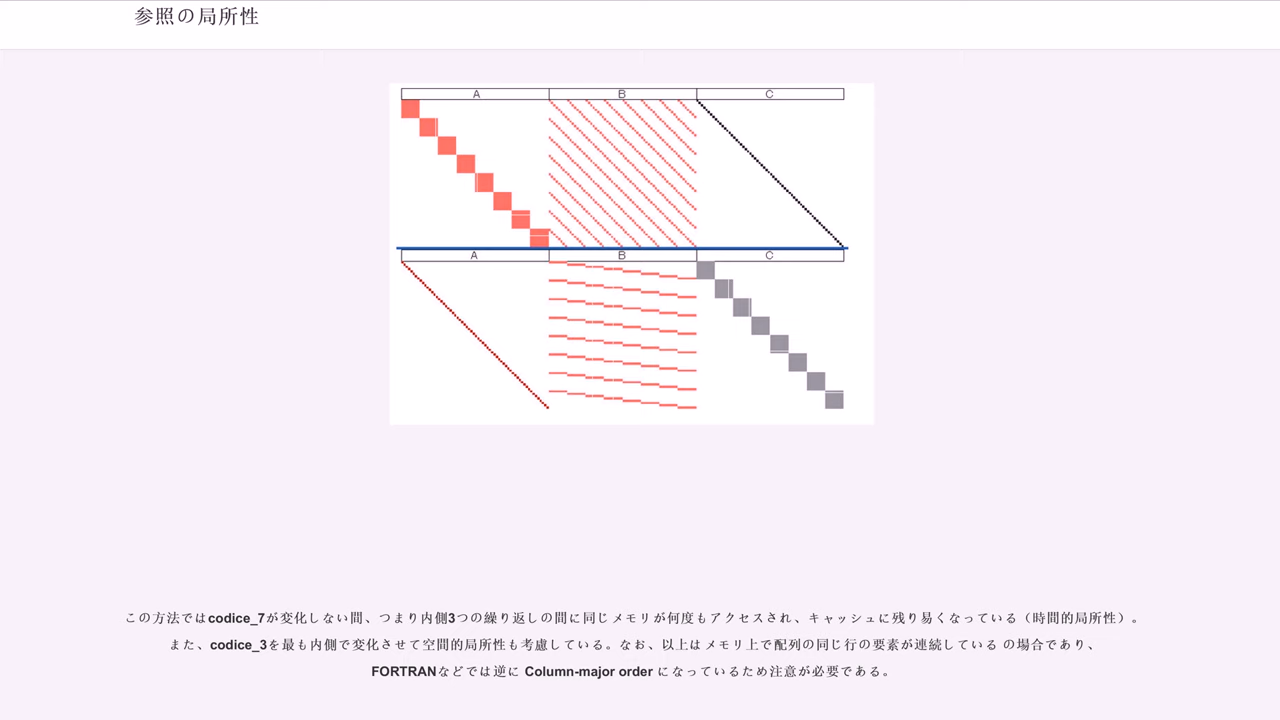 参照の局所性
A B C
A B C
この方法ではcodice_7が変化しない間、つまり内側3つの繰り返しの間に同じメモリが何度もアクセスされ、キャッシュに残り易くなっている（時間的局所性）。
また、codice_3を最も内側で変化させて空間的局所性も考慮している。なお、以上はメモリ上で配列の同じ行の要素が連続している の場合であり、
FORTRANなどでは逆に Column-major order になっているため注意が必要である。